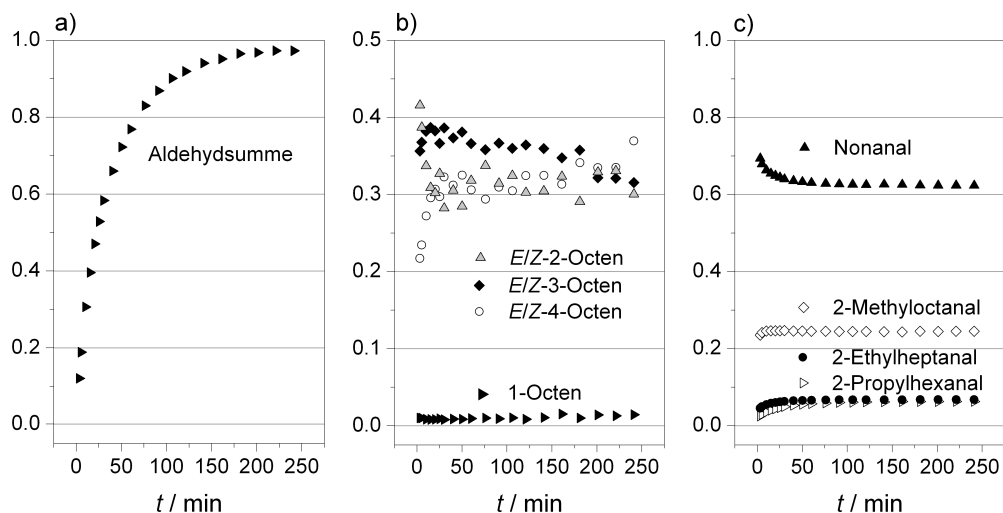 a)
1.0
0.8
0.6
0.4
0.2
0.0
Aldehydsumme
0 50 100 150 200 250
t / min
b)
0.5
0.4
0.3
0.2
0.1
0.0
E/Z-2-Octen
E/Z-3-Octen
E/Z-4-Octen
1-Octen
0 50 100 150 200 250
t / min
c)
1.0
0.8
0.6
0.4
0.2
0.0
Nonanal
2-Methyloctanal
2-Ethylheptanal
2-Propylhexanal
0 50 100 150 200 250
t / min